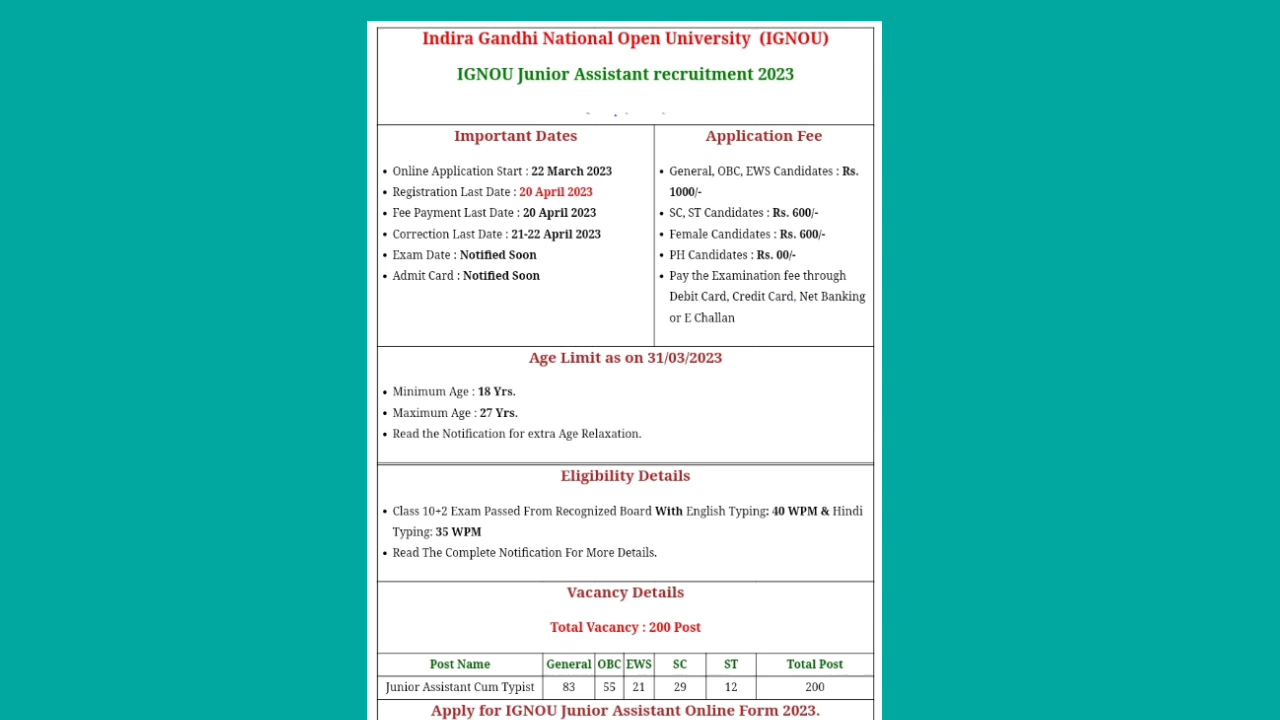 Indira Gandhi National Open University (IGNOU)
IGNOU Junior Assistant recruitment 2023
Important Dates
Online Application Start : 22 March 2023
Registration Last Date : 20 April 2023
Fee Payment Last Date : 20 April 2023
Correction Last Date : 21-22 April 2023
Exam Date : Notified Soon
Admit Card : Notified Soon
Application Fee
General, OBC, EWS Candidates : Rs.
1000/-
SC, ST Candidates : Rs. 600/-
Female Candidates : Rs. 600/-
PH Candidates : Rs. 00/-
Pay the Examination fee through
Debit Card, Credit Card, Net Banking
or E Challan
Age Limit as on 31/03/2023
Minimum Age : 18 Yrs.
Maximum Age : 27 Yrs.
Read the Notification for extra Age Relaxation.
Eligibility Details
Class 10+2 Exam Passed From Recognized Board With English Typing: 40 WPM & Hindi
Typing: 35 WPM
Read The Complete Notification For More Details.
Vacancy Details
Total Vacancy : 200 Post
Post Name General OBC EWS SC ST Total Post
Junior Assistant Cum Typist 83 55 21 29 12 200
Apply for IGNOU Junior Assistant Online Form 2023.